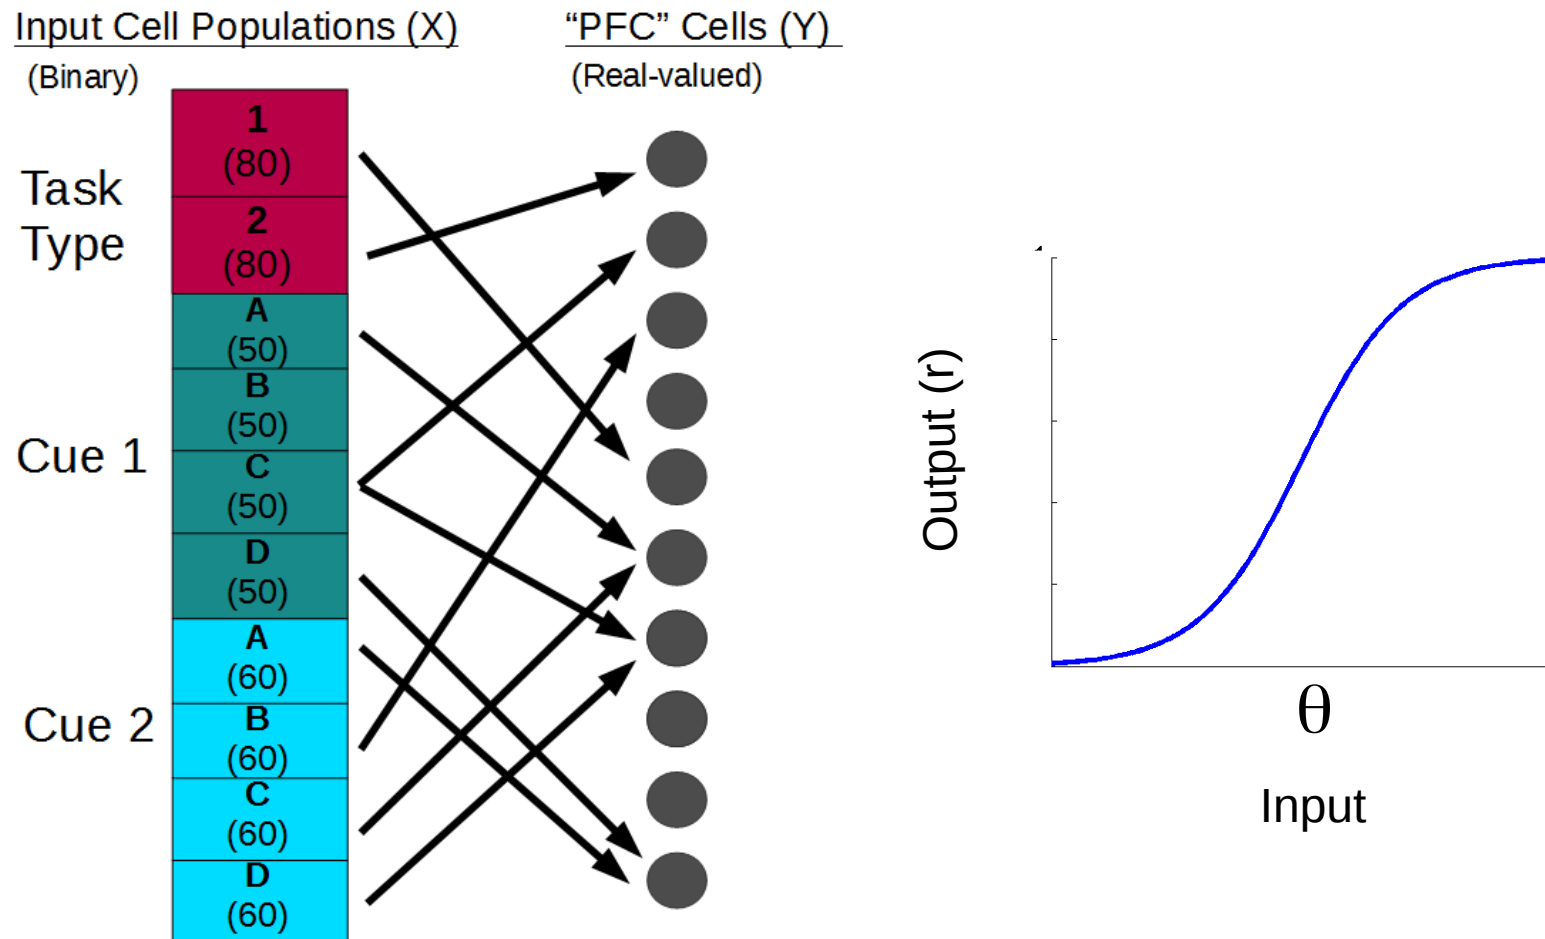 Input Cell Populations (X)
(Binary)
“PFC” Cells (Y)
(Real-valued)
Task
Type
1
(80)
2
(80)
Cue 1
A
(50)
B
(50)
C
(50)
D
(50)
Cue 2
A
(60)
B
(60)
C
(60)
D
(60)
Output (r)
θ
Input